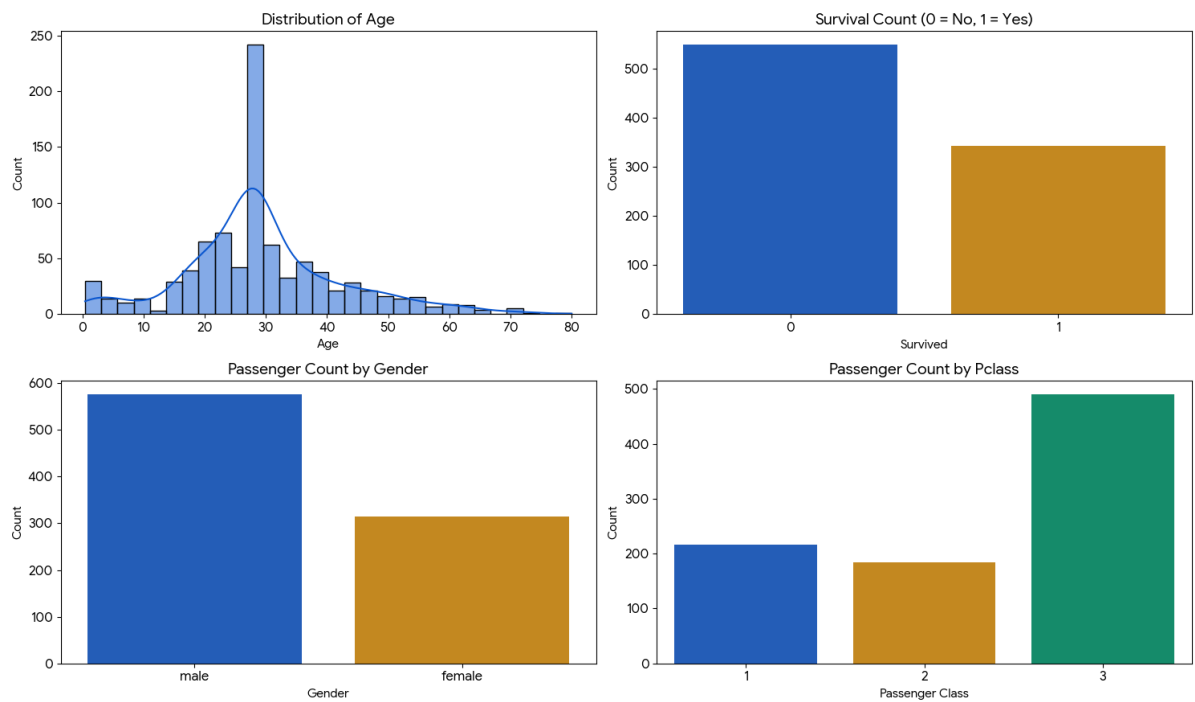 Distribution of Age
250
200
150
100
50
0
Count
0 10 20 30 40 50 60 70 80
Age
Survival Count (0 = No, 1 = Yes)
500
400
300
200
100
0
Count
0 1
Survived
Passenger Count by Gender
600
500
400
300
200
100
0
Count
male female
Gender
Passenger Count by Pclass
500
400
300
200
100
0
Count
1 2 3
Passenger Class